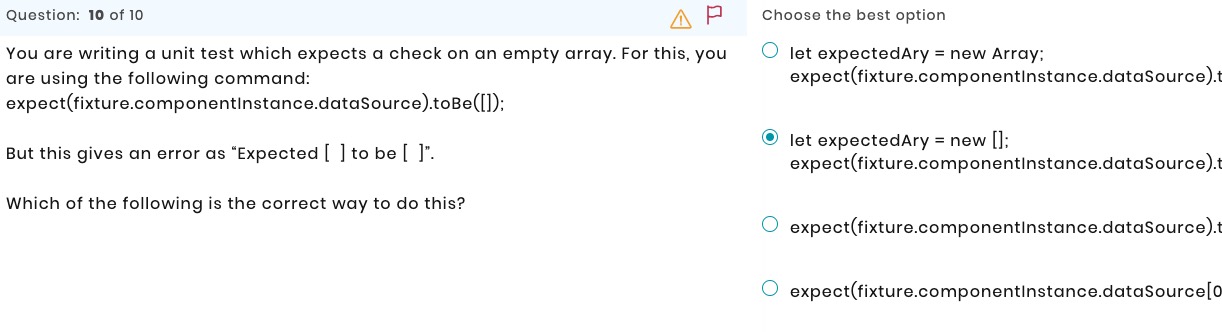 Question: 10 of 10
You are writing a unit test which expects a check on an empty array. For this, you
are using the following command:
expect(fixture.componentInstance.dataSource).toBe([]);
But this gives an error as “Expected [ ] to be [ ]”.
Which of the following is the correct way to do this?
Choose the best option
let expectedAry = new Array;
expect(fixture.componentInstance.dataSource).t
let expectedAry = new [];
expect(fixture.componentInstance.dataSource).t
expect(fixture.componentInstance.dataSource).t
expect(fixture.componentInstance.dataSource[0